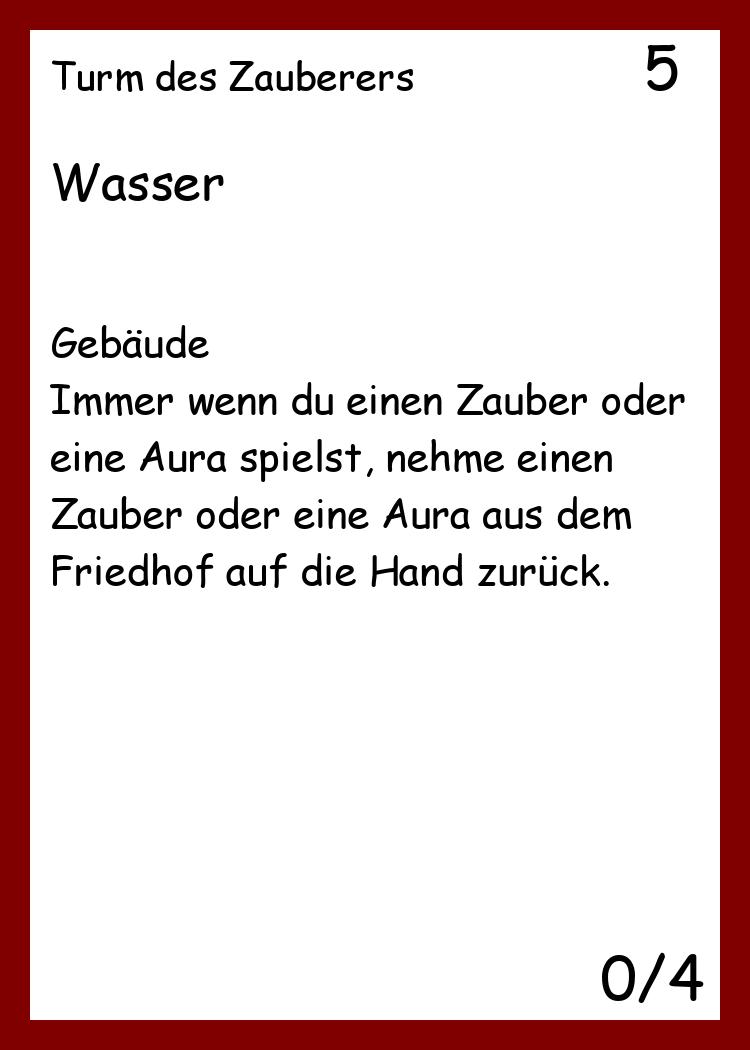 Turm des Zauberers
5
Wasser
Gebäude
Immer wenn du einen Zauber oder
eine Aura spielst, nehme einen
Zauber oder eine Aura aus dem
Friedhof auf die Hand zurück.
0/4